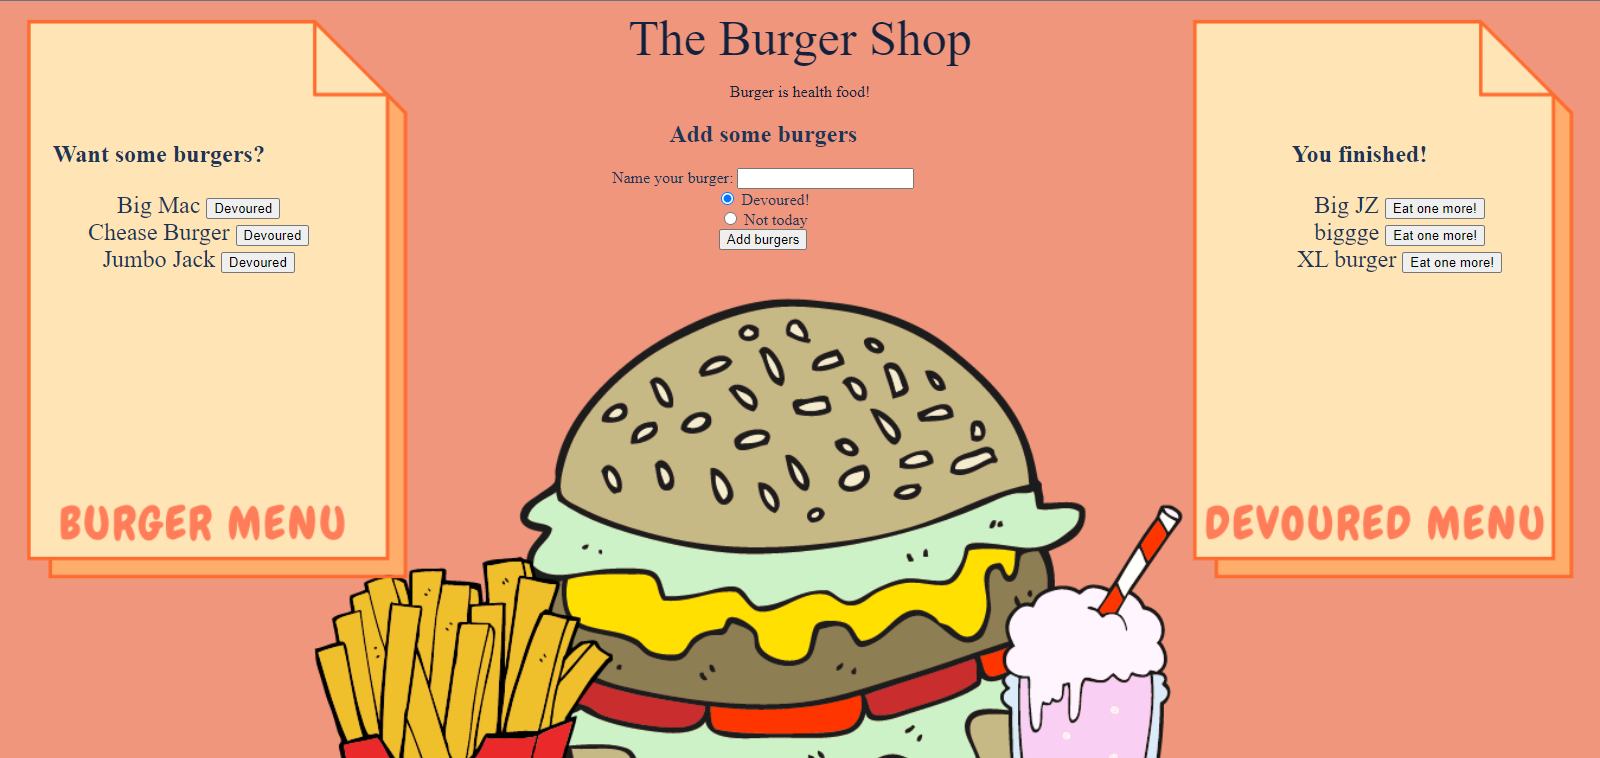 The Burger Shop
Burger is health food!
Add some burgers
Name your burger:
Devoured!
Not today
Add burgers
Want some burgers?
Big Mac Devoured
Chease Burger Devoured
Jumbo Jack Devoured
BURGER MENU
You finished!
Big JZ Eat one more!
biggge Eat one more!
XL burger Eat one more!
DEVOURED MENU